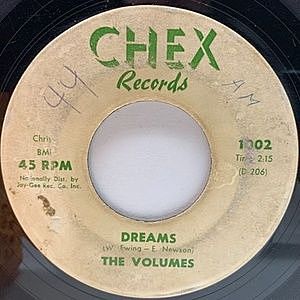 CHEX
Records
44
AM
Chris
BMI
45 RPM
Nationally Dist. by
Jay-Gee Rec. Co. Inc.
1002
Time 2:15
(D 206)
DREAMS
(W. Ewing—E. Newson)
THE VOLUMES